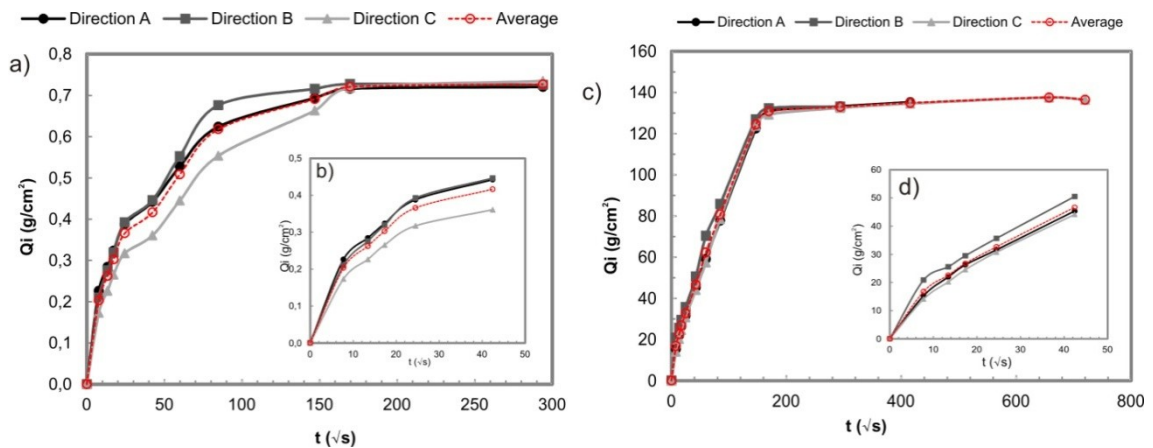 Direction A Direction B Direction C Average
a)
Qi (g/cm²)
0,8
0,7
0,6
0,5
0,4
0,3
0,2
0,1
0,0
0 50 100 150 200 250 300
t (√s)
b)
Qi (g/cm²)
0,5
0,4
0,3
0,2
0,1
0,0
0 10 20 30 40 50
t (√s)
Direction A Direction B Direction C Average
c)
Qi (g/cm²)
160
140
120
100
80
60
40
20
0
0 200 400 600 800
t (√s)
d)
Qi (g/cm²)
60
50
40
30
20
10
0
0 10 20 30 40 50
t (√s)